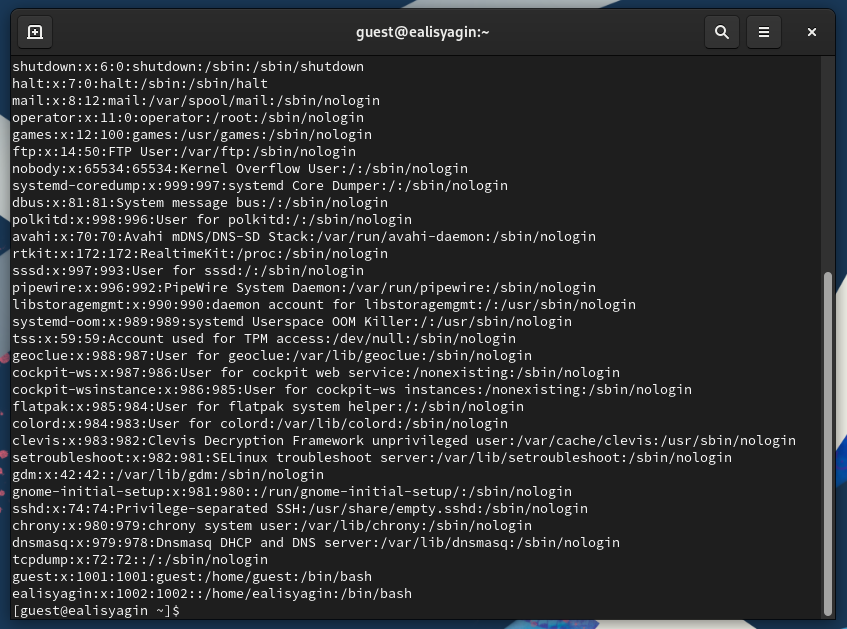 guest@ealisyagin:~
shutdown:x:6:0:shutdown:/sbin:/sbin/shutdown
halt:x:7:0:halt:/sbin:/sbin/halt
mail:x:8:12:mail:/var/spool/mail:/sbin/nologin
operator:x:11:0:operator:/root:/sbin/nologin
games:x:12:100:games:/usr/games:/sbin/nologin
ftp:x:14:50:FTP User:/var/ftp:/sbin/nologin
nobody:x:65534:65534:Kernel Overflow User:/:/sbin/nologin
systemd-coredump:x:999:997:systemd Core Dumper:/:/sbin/nologin
dbus:x:81:81:System message bus:/:/sbin/nologin
polkitd:x:998:996:User for polkitd:/:/sbin/nologin
avahi:x:70:70:Avahi mDNS/DNS-SD Stack:/var/run/avahi-daemon:/sbin/nologin
rtkit:x:172:172:RealtimeKit:/proc:/sbin/nologin
sssd:x:997:993:User for sssd:/:/sbin/nologin
pipewire:x:996:992:PipeWire System Daemon:/var/run/pipewire:/sbin/nologin
libstoragemgmt:x:990:990:daemon account for libstoragemgmt:/:/usr/sbin/nologin
systemd-oom:x:989:989:systemd Userspace OOM Killer:/:/usr/sbin/nologin
tss:x:59:59:Account used for TPM access:/dev/null:/sbin/nologin
geoclue:x:988:987:User for geoclue:/var/lib/geoclue:/sbin/nologin
cockpit-ws:x:987:986:User for cockpit web service:/nonexisting:/sbin/nologin
cockpit-wsinstance:x:986:985:User for cockpit-ws instances:/nonexisting:/sbin/nologin
flatpak:x:985:984:User for flatpak system helper:/:/sbin/nologin
colord:x:984:983:User for colord:/var/lib/colord:/sbin/nologin
clevis:x:983:982:Clevis Decryption Framework unprivileged user:/var/cache/clevis:/usr/sbin/nologin
setroubleshoot:x:982:981:SELinux troubleshoot server:/var/lib/setroubleshoot:/sbin/nologin
gdm:x:42:42::/var/lib/gdm:/sbin/nologin
gnome-initial-setup:x:981:980::/run/gnome-initial-setup/:/sbin/nologin
sshd:x:74:74:Privilege-separated SSH:/usr/share/empty.sshd:/sbin/nologin
chrony:x:980:979:chrony system user:/var/lib/chrony:/sbin/nologin
dnsmasq:x:979:978:Dnsmasq DHCP and DNS server:/var/lib/dnsmasq:/sbin/nologin
tcpdump:x:72:72::/:/sbin/nologin
guest:x:1001:1001:guest:/home/guest:/bin/bash
ealisyagin:x:1002:1002::/home/ealisyagin:/bin/bash
[guest@ealisyagin ~]$